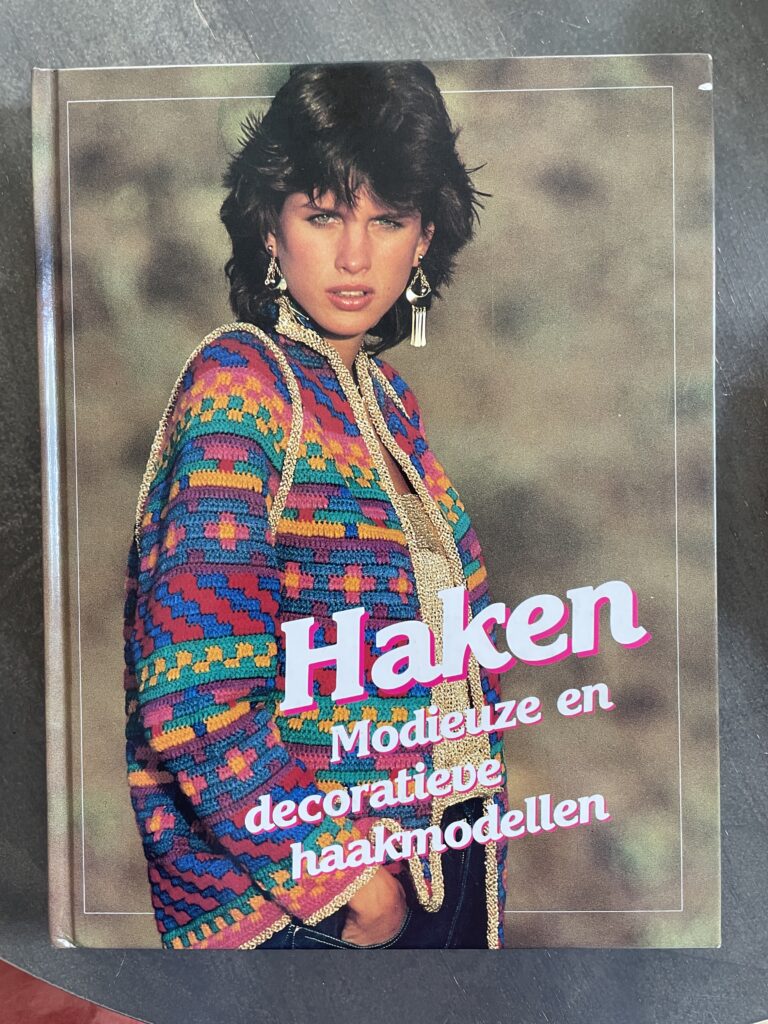 Haken
Modieuze en
decoratieve
haakmodellen